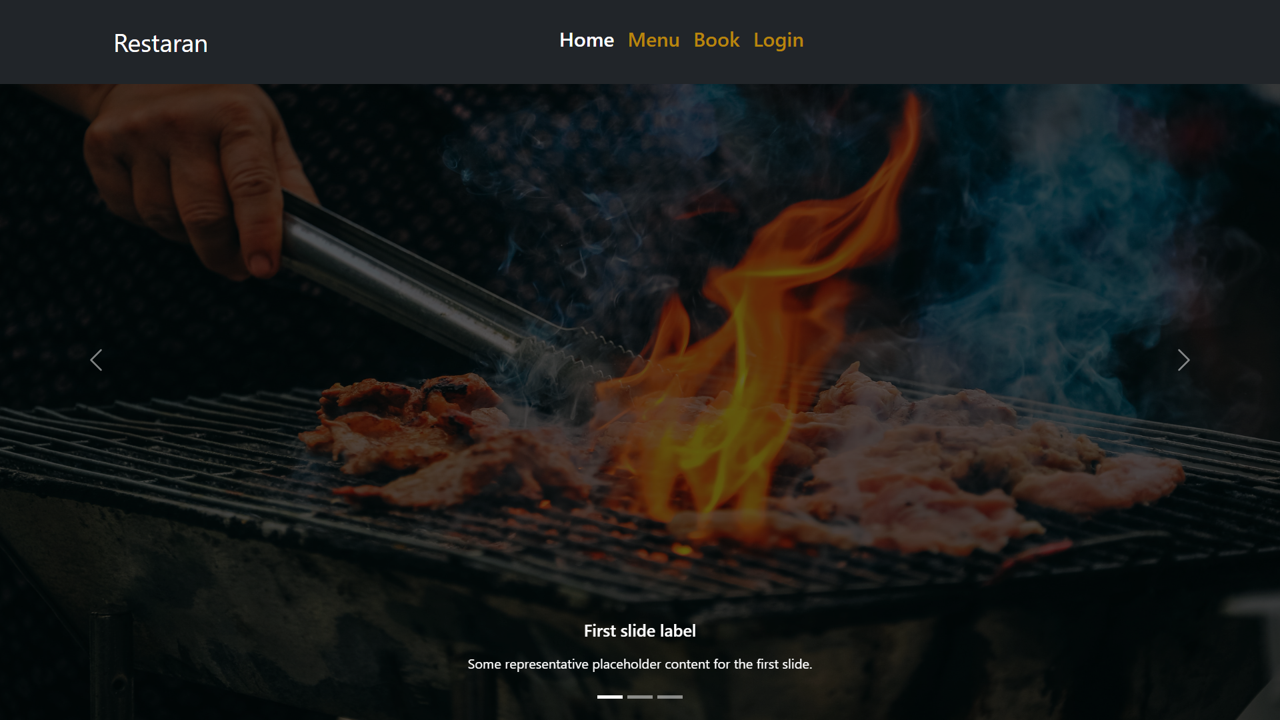 Restaran
Home Menu Book Login
First slide label
Some representative placeholder content for the first slide.